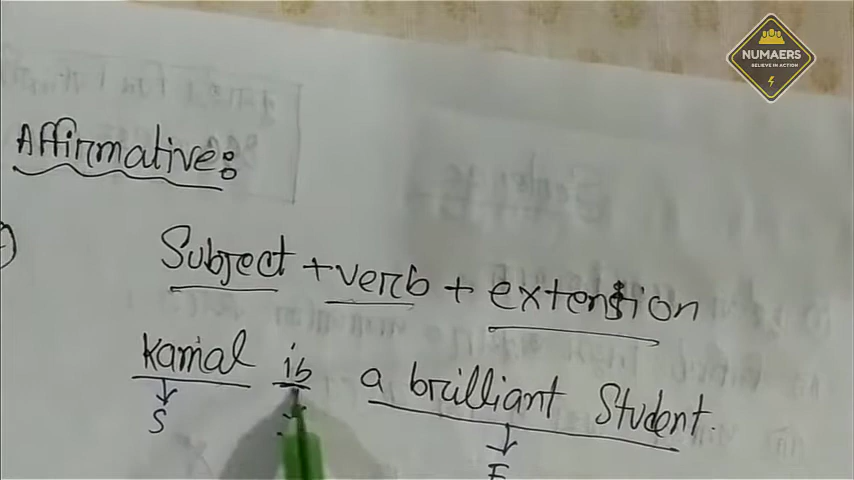 NUMAERS
BELIEVE IN ACTION
Affirmative:
Subject + verb + extension
Kamal is a brilliant Student.
S
E